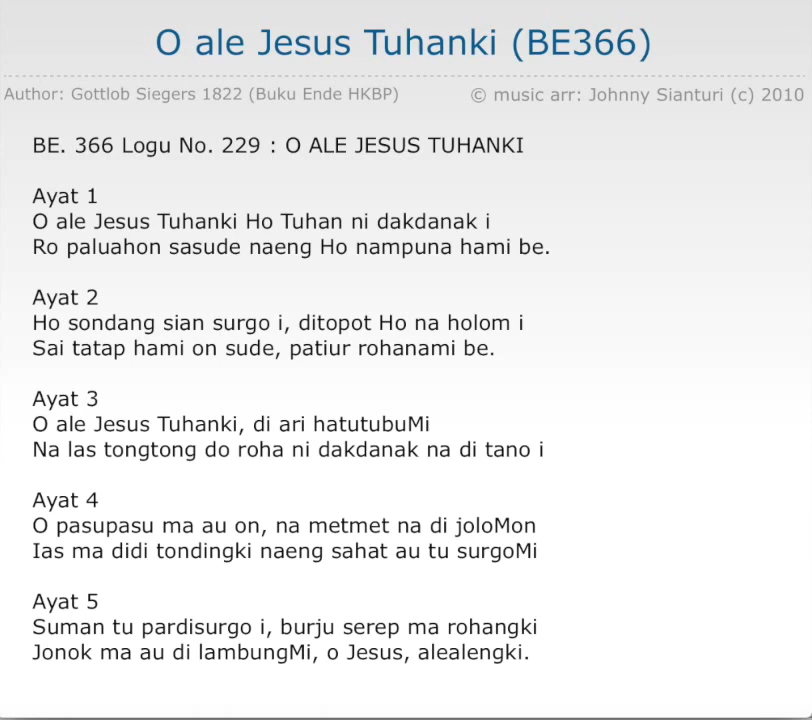 O ale Jesus Tuhanki (BE366)
Author: Gottlob Siegers 1822 (Buku Ende HKBP)
© music arr: Johnny Sianturi (c) 2010
BE. 366 Logu No. 229 : O ALE JESUS TUHANKI
Ayat 1
O ale Jesus Tuhanki Ho Tuhan ni dakdanak i
Ro paluahon sasude naeng Ho nampuna hami be.
Ayat 2
Ho sondang sian surgo i, ditopot Ho na holom i
Sai tatap hami on sude, patiur rohanami be.
Ayat 3
O ale Jesus Tuhanki, di ari hatutubuMi
Na las tongtong do roha ni dakdanak na di tano i
Ayat 4
O pasupasu ma au on, na metmet na di joloMon
Ias ma didi tondingki naeng sahat au tu surgoMi
Ayat 5
Suman tu pardisurgo i, burju serep ma rohangki
Jonok ma au di lambungMi, o Jesus, alealengki.